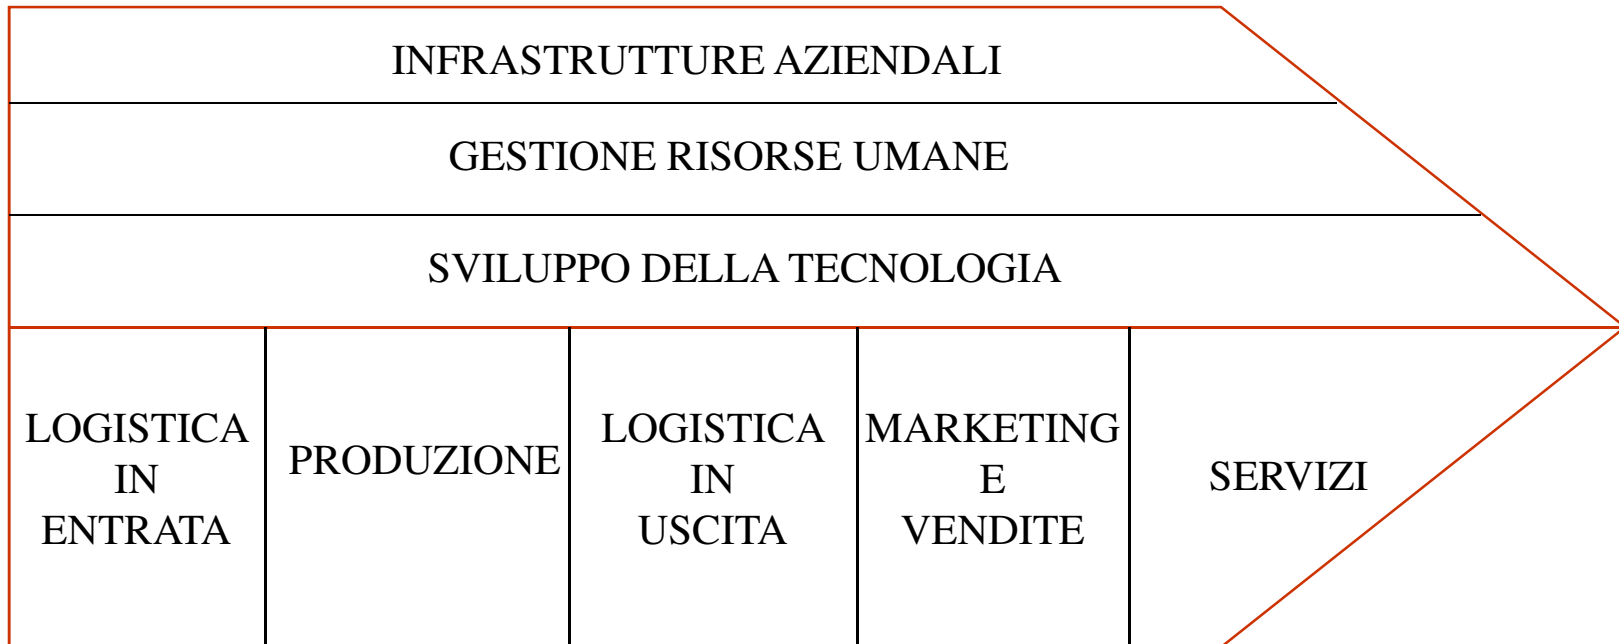 INFRASTRUTTURE AZIENDALI
GESTIONE RISORSE UMANE
SVILUPPO DELLA TECNOLOGIA
LOGISTICA
IN
ENTRATA
PRODUZIONE
LOGISTICA
IN
USCITA
MARKETING
E
VENDITE
SERVIZI